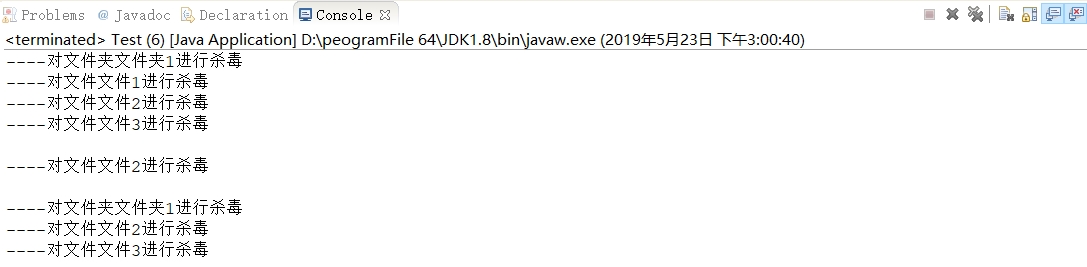 Problems @ Javadoc Declaration Console
<terminated> Test (6) [Java Application] D:\peogramFile 64\JDK1.8\bin\javaw.exe (2019年5月23日 下午3:00:40)
----对文件夹文件夹1进行杀毒
----对文件文件1进行杀毒
----对文件文件2进行杀毒
----对文件文件3进行杀毒
----对文件文件2进行杀毒
----对文件夹文件夹1进行杀毒
----对文件文件2进行杀毒
----对文件文件3进行杀毒